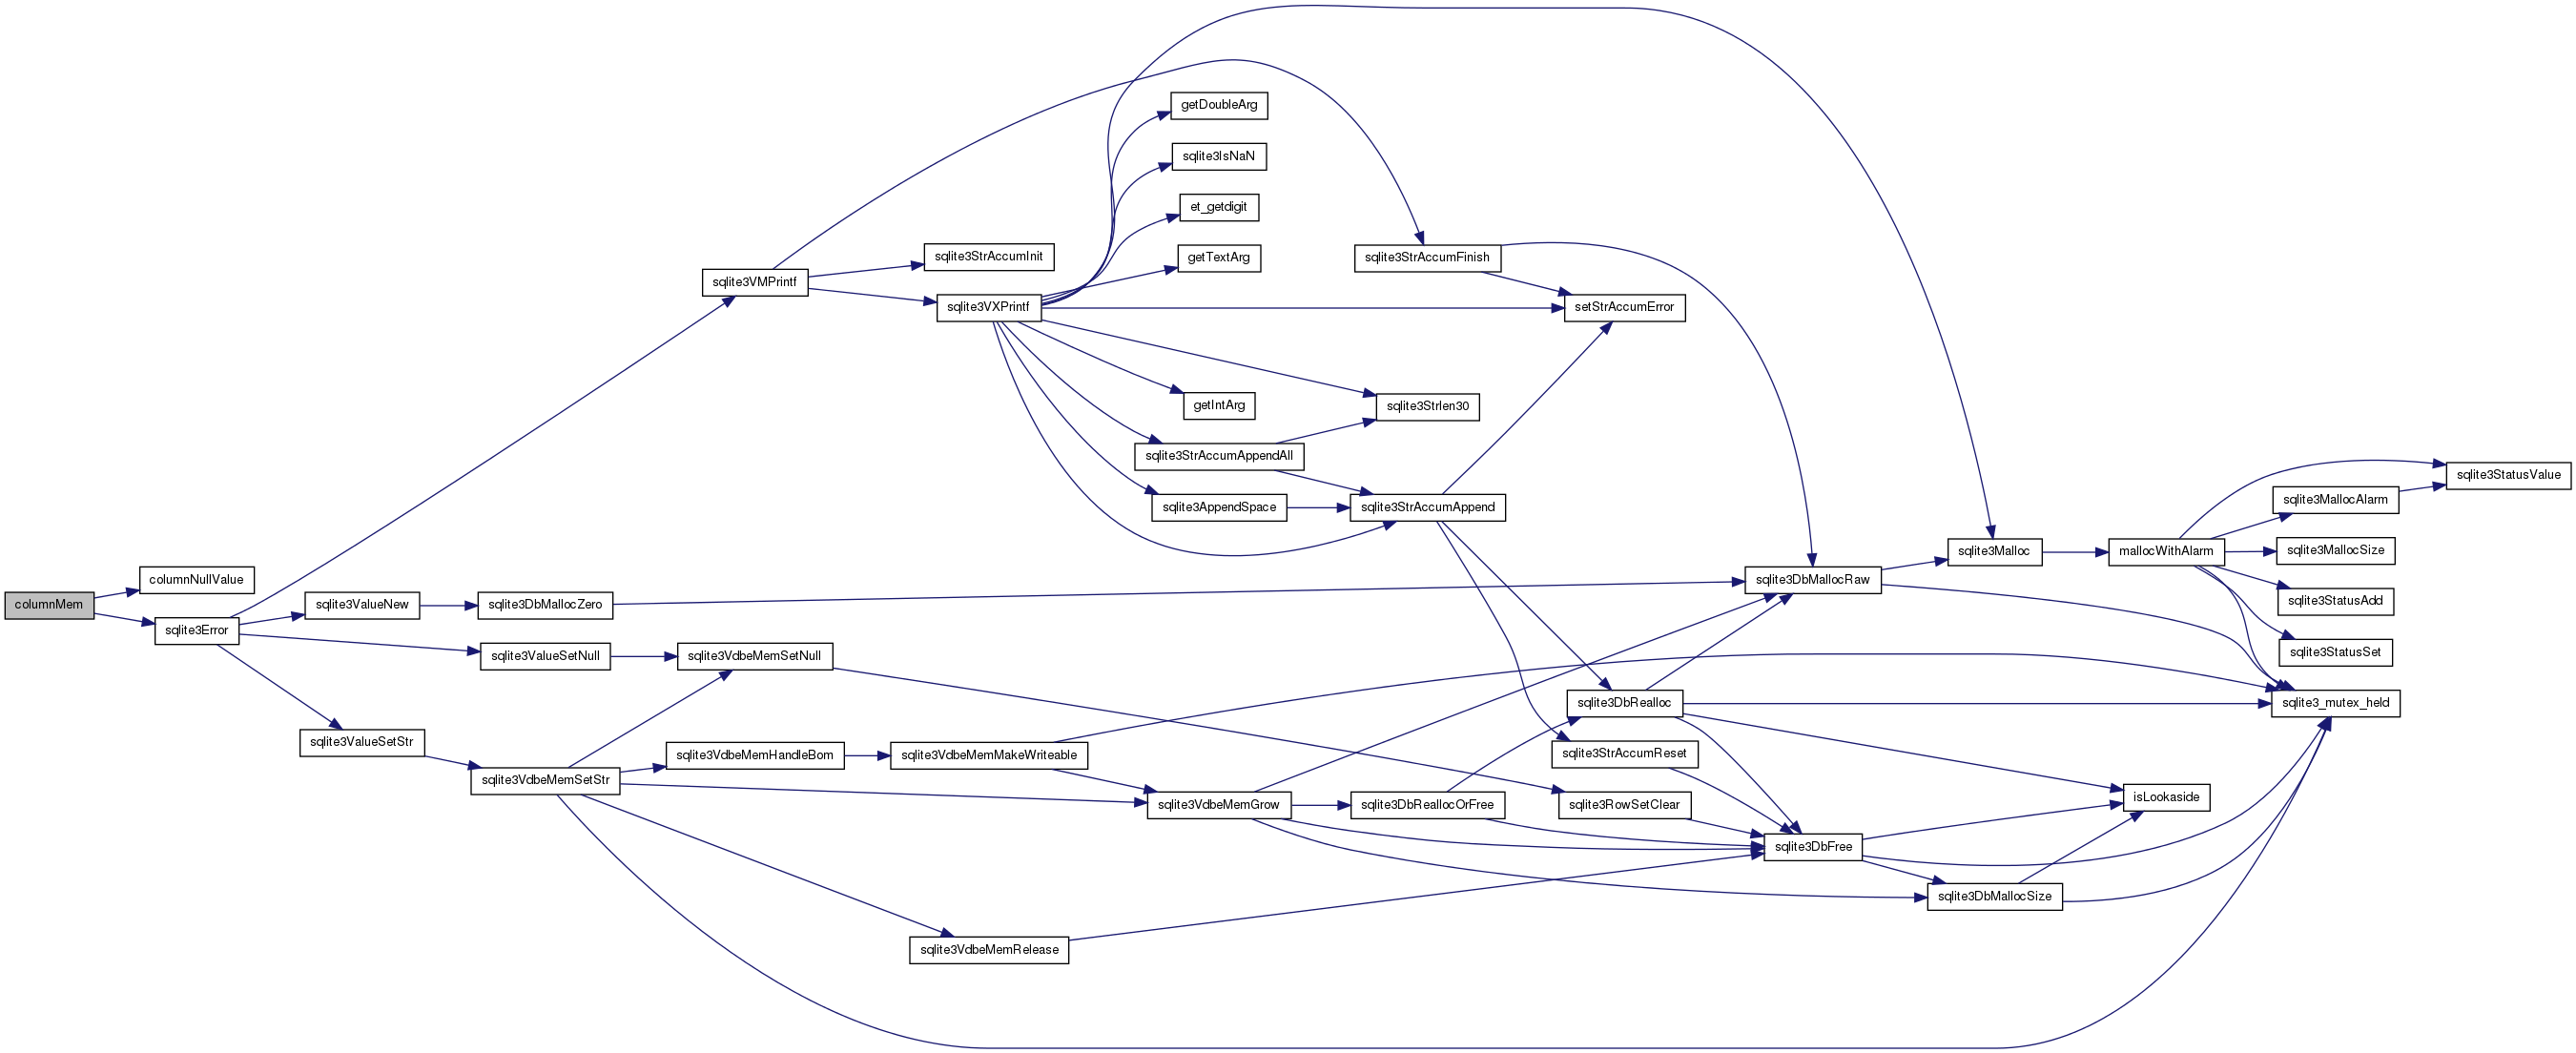 columnMem
columnNullValue
sqlite3Error
sqlite3ValueNew
sqlite3ValueSetStr
sqlite3DbMallocZero
sqlite3ValueSetNull
sqlite3VdbeMemSetStr
sqlite3VMPrintf
sqlite3VdbeMemSetNull
sqlite3VdbeMemHandleBom
sqlite3StrAccumInit
sqlite3VXPrintf
sqlite3VdbeMemMakeWriteable
sqlite3VdbeMemRelease
getDoubleArg
sqlite3IsNaN
et_getdigit
getTextArg
getIntArg
sqlite3StrAccumAppendAll
sqlite3AppendSpace
sqlite3VdbeMemGrow
sqlite3StrAccumFinish
sqlite3Strlen30
sqlite3StrAccumAppend
sqlite3DbReallocOrFree
setStrAccumError
sqlite3DbRealloc
sqlite3StrAccumReset
sqlite3RowSetClear
sqlite3DbMallocRaw
sqlite3DbFree
sqlite3Malloc
sqlite3DbMallocSize
mallocWithAlarm
isLookaside
sqlite3MallocAlarm
sqlite3MallocSize
sqlite3StatusAdd
sqlite3StatusSet
sqlite3_mutex_held
sqlite3StatusValue